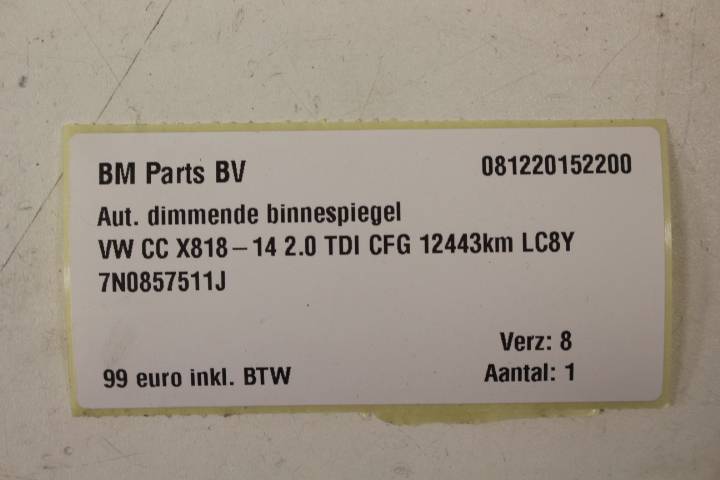 BM Parts BV 081220152200
Aut. dimmende binnespiegel
VW CC X818-14 2.0 TDI CFG 12443km LC8Y
7N0857511J
Verz: 8
99 euro inkl. BTW Aantal: 1